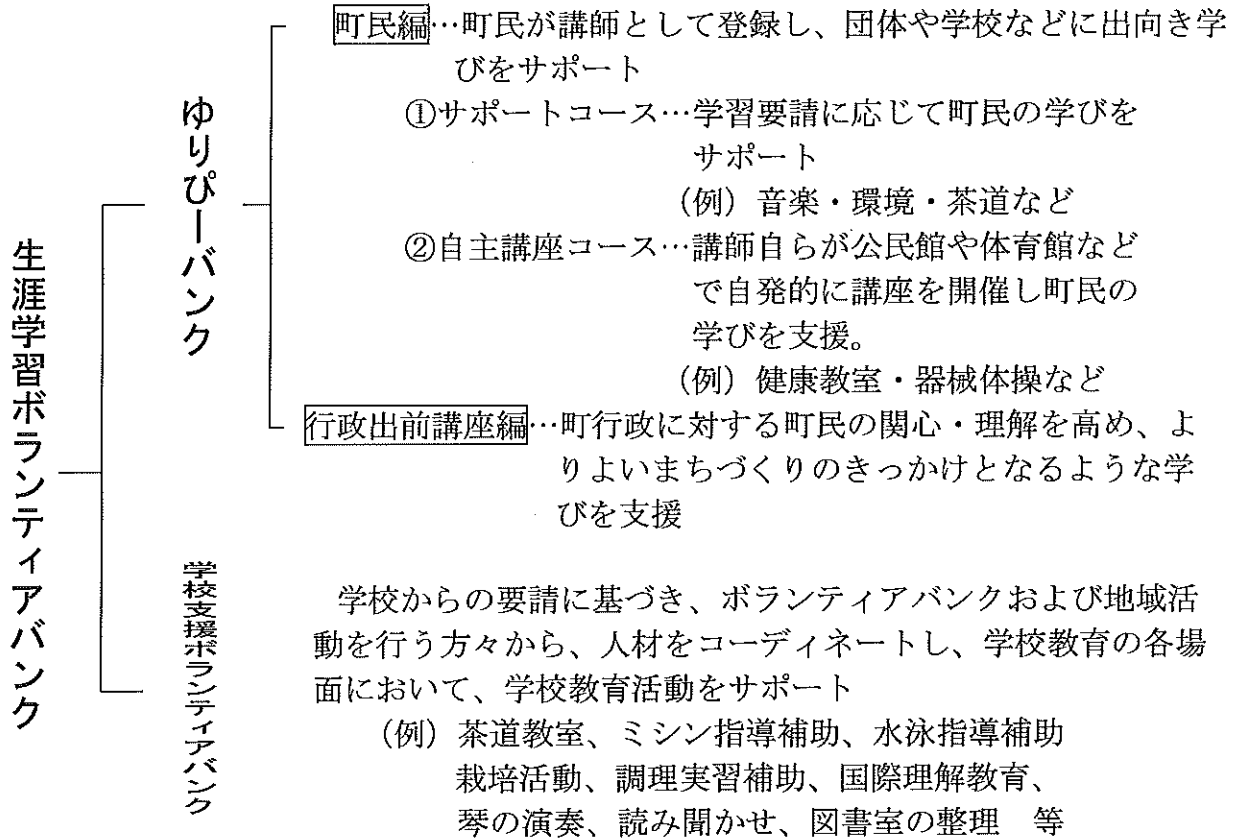 生涯学習ボランティアバンク
ゆりぴーバンク
町民編…町民が講師として登録し、団体や学校などに出向き学
びをサポート
①サポートコース…学習要請に応じて町民の学びを
サポート
(例) 音楽・環境・茶道など
②自主講座コース…講師自らが公民館や体育館など
で自発的に講座を開催し町民の
学びを支援。
(例) 健康教室・器械体操など
行政出前講座編…町行政に対する町民の関心・理解を高め、よ
りよいまちづくりのきっかけとなるような学
びを支援
学校支援ボランティアバンク
学校からの要請に基づき、ボランティアバンクおよび地域活
動を行う方々から、人材をコーディネートし、学校教育の各場
面において、学校教育活動をサポート
(例) 茶道教室、ミシン指導補助、水泳指導補助
栽培活動、調理実習補助、国際理解教育、
琴の演奏、読み聞かせ、図書室の整理 等